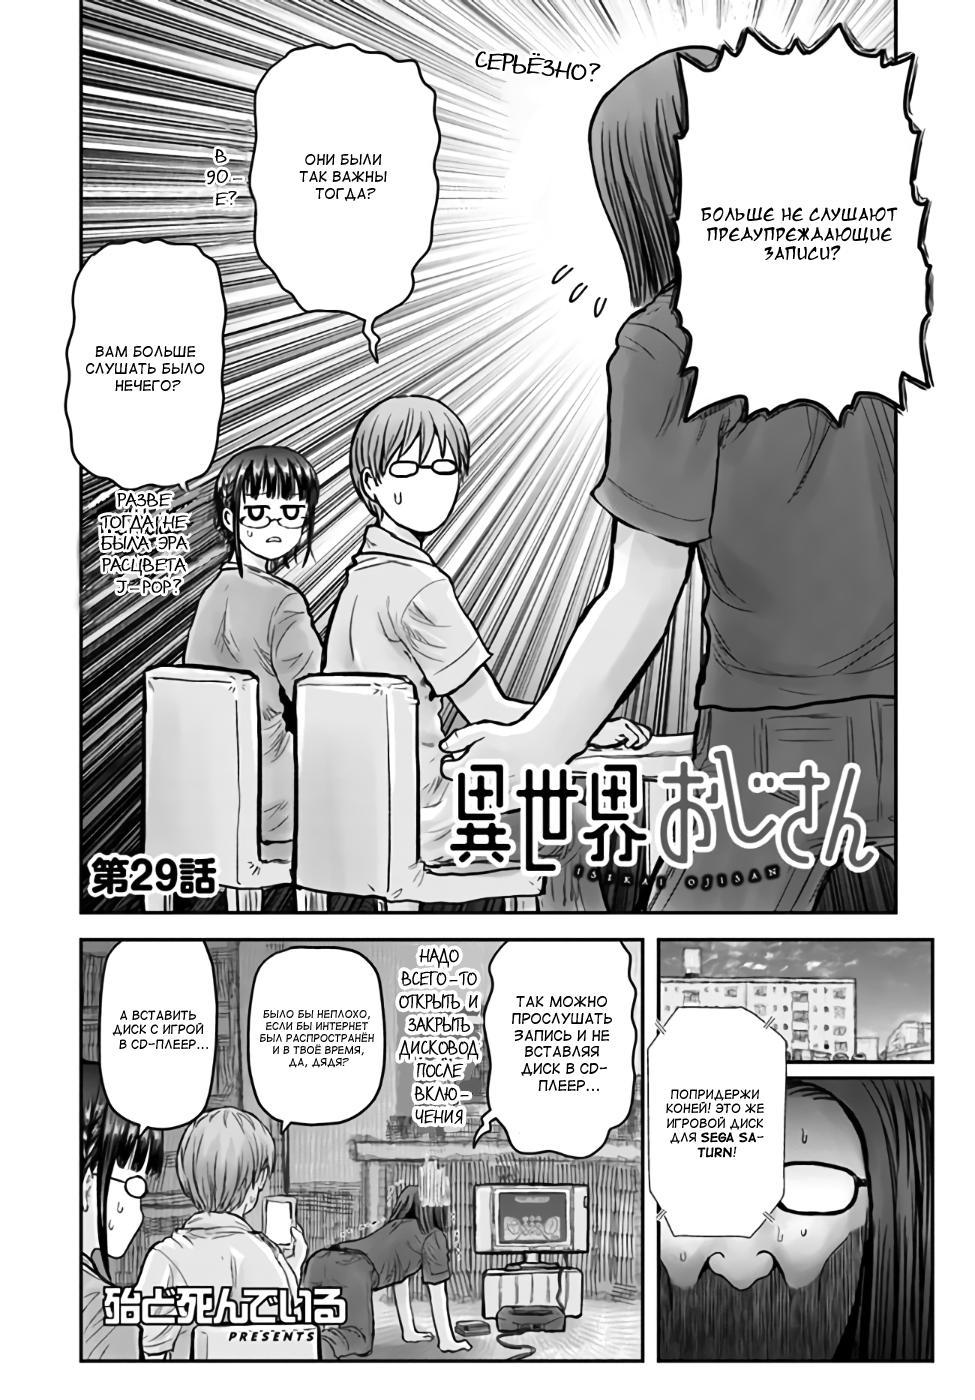 СЕРЬЁЗНО?
БОЛЬШЕ НЕ СЛУШАЮТ
ПРЕДУПРЕЖДАЮЩИЕ
ЗАПИСИ?
ОНИ БЫЛИ
ТАК ВАЖНЫ
ТОГДА?
В
90-
Е?
ВАМ БОЛЬШЕ
СЛУШАТЬ БЫЛО
НЕЧЕГО?
РАЗВЕ
ТОГДА НЕ
БЫЛА ЭРА
РАСЦВЕТА
J-POP?
異世界おじさん
ISEKAI OJISAN
第29話
ПОПРИДЕРЖИ
КОНЕЙ! ЭТО ЖЕ
ИГРОВОЙ ДИСК
ДЛЯ SEGA SA-
TURN!
ТАК МОЖНО
ПРОСЛУШАТЬ
ЗАПИСЬ И НЕ
ВСТАВЛЯЯ
ДИСК В CD-
ПЛЕЕР...
НАДО
ВСЕГО-ТО
ОТКРЫТЬ И
ЗАКРЫТЬ
ДИСКОВОД
ПОСЛЕ
ВКЛЮ-
ЧЕНИЯ
БЫЛО БЫ НЕПЛОХО,
ЕСЛИ БЫ ИНТЕРНЕТ
БЫЛ РАСПРОСТРАНЁН
И В ТВОЁ ВРЕМЯ,
ДА, ДЯДЯ?
А ВСТАВИТЬ
ДИСК С ИГРОЙ
В CD-ПЛЕЕР...
殆ど死んでいる
PRESENTS